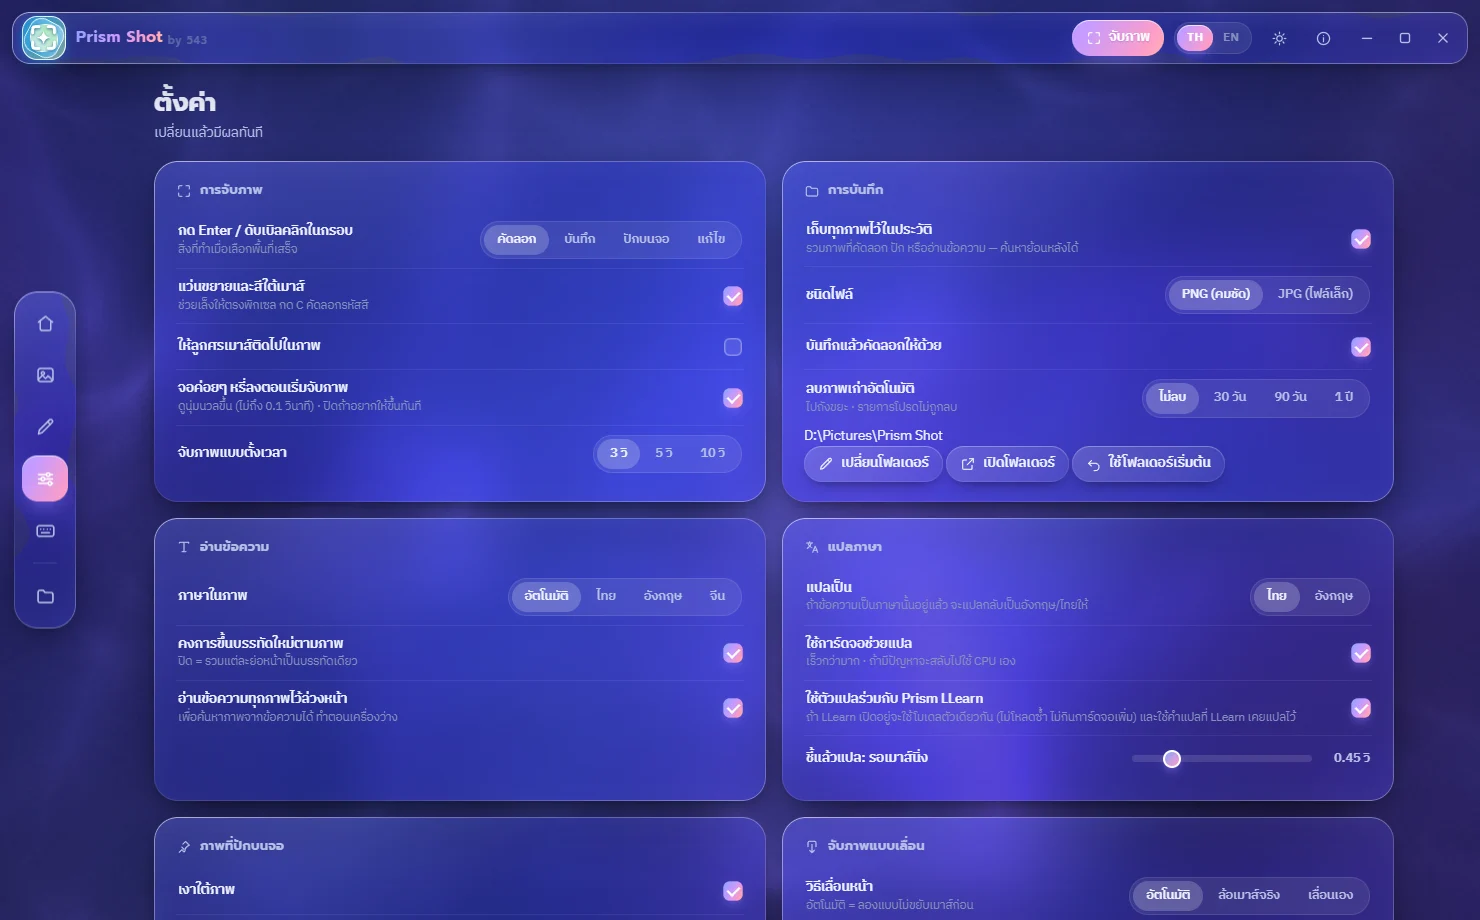 Prism Shot by 543
จับภาพ
TH EN
ตั้งค่า
เปลี่ยนแล้วมีผลทันที
การจับภาพ
กด Enter / ดับเบิลคลิกในกรอบ
สิ่งที่ทำเมื่อเลือกพื้นที่เสร็จ
คัดลอก บันทึก ปักบนจอ แก้ไข
แว่นขยายและสีใต้เมาส์
ช่วยเล็งให้ตรงพิกเซล กด C คัดลอกรหัสสี
ให้ลูกศรเมาส์ติดไปในภาพ
จอค่อยๆ หรี่ลงตอนเริ่มจับภาพ
ดูนุ่มนวลขึ้น (ไม่ถึง 0.1 วินาที) · ปิดถ้าอยากให้ขึ้นทันที
จับภาพแบบตั้งเวลา
3 วิ 5 วิ 10 วิ
การบันทึก
เก็บทุกภาพไว้ในประวัติ
รวมภาพที่คัดลอก ปัก หรืออ่านข้อความ — ค้นหาย้อนหลังได้
ชนิดไฟล์
PNG (คมชัด) JPG (ไฟล์เล็ก)
บันทึกแล้วคัดลอกให้ด้วย
ลบภาพเก่าอัตโนมัติ
ไปถังขยะ · รายการโปรดไม่ถูกลบ
ไม่ลบ 30 วัน 90 วัน 1 ปี
D:\Pictures\Prism Shot
เปลี่ยนโฟลเดอร์ เปิดโฟลเดอร์ ใช้โฟลเดอร์เริ่มต้น
อ่านข้อความ
ภาษาในภาพ
อัตโนมัติ ไทย อังกฤษ จีน
คงการขึ้นบรรทัดใหม่ตามภาพ
ปิด = รวมแต่ละย่อหน้าเป็นบรรทัดเดียว
อ่านข้อความทุกภาพไว้ล่วงหน้า
เพื่อค้นหาภาพจากข้อความได้ ทำตอนเครื่องว่าง
แปลภาษา
แปลเป็น
ถ้าข้อความเป็นภาษานั้นอยู่แล้ว จะแปลกลับเป็นอังกฤษ/ไทยให้
ไทย อังกฤษ
ใช้การ์ดจอช่วยแปล
เร็วกว่ามาก · ถ้ามีปัญหาจะสลับไปใช้ CPU เอง
ใช้ตัวแปลร่วมกับ Prism LLearn
ถ้า LLearn เปิดอยู่จะใช้โมเดลตัวเดียวกัน (ไม่โหลดซ้ำ ไม่กินการ์ดจอเพิ่ม) และใช้คำแปลที่ LLearn เคยแปลไว้
ชี้แล้วแปล: รอเมาส์นิ่ง
0.45 วิ
ภาพที่ปักบนจอ
เงาใต้ภาพ
จับภาพแบบเลื่อน
วิธีเลื่อนหน้า
อัตโนมัติ = ลองแบบไม่ขยับเมาส์ก่อน
อัตโนมัติ ล้อเมาส์จริง เลื่อนเอง